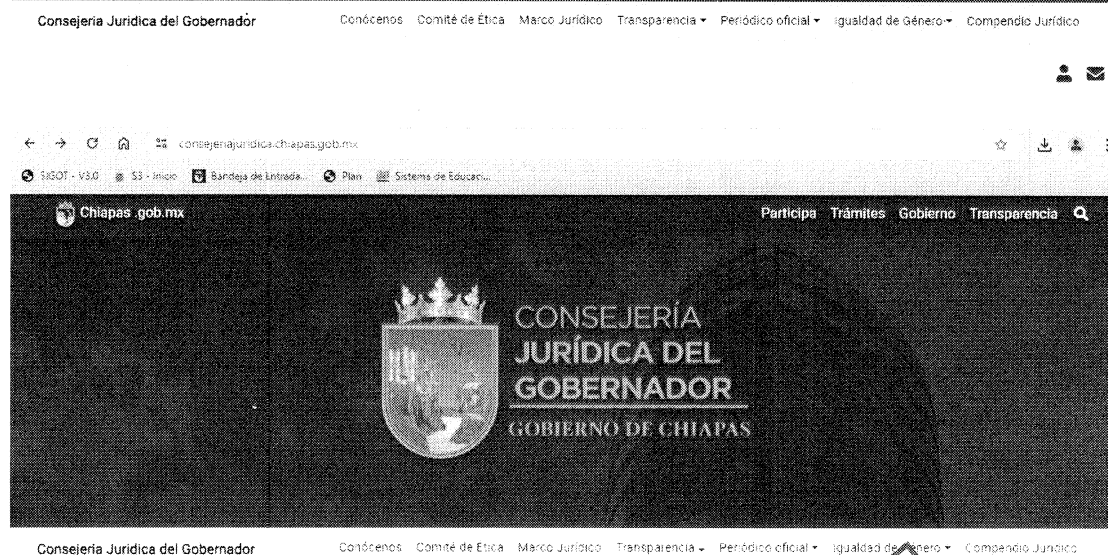 Consejeria Juridica del Gobernador Conócenos Comité de Ética Marco Jurídico Transparencia Periódico oficial Igualdad de Género Compendio Jurídico
consejeriajuridica.chiapas.gob.mx
SIGOT - V3.0 S3 - Inicio Bandeja de Entrada... Plan Sistema de Educaci...
Chiapas .gob.mx Participa Trámites Gobierno Transparencia
CONSEJERÍA
JURÍDICA DEL
GOBERNADOR
GOBIERNO DE CHIAPAS
Consejeria Juridica del Gobernador Conócenos Comité de Ética Marco Jurídico Transparencia Periódico oficial Igualdad de Género Compendio Jurídico